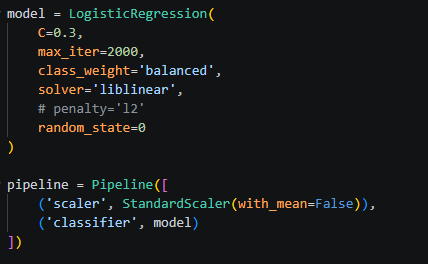 model = LogisticRegression(
    C=0.3,
    max_iter=2000,
    class_weight='balanced',
    solver='liblinear',
    # penalty='l2'
    random_state=0
)

pipeline = Pipeline([
    ('scaler', StandardScaler(with_mean=False)),
    ('classifier', model)
])